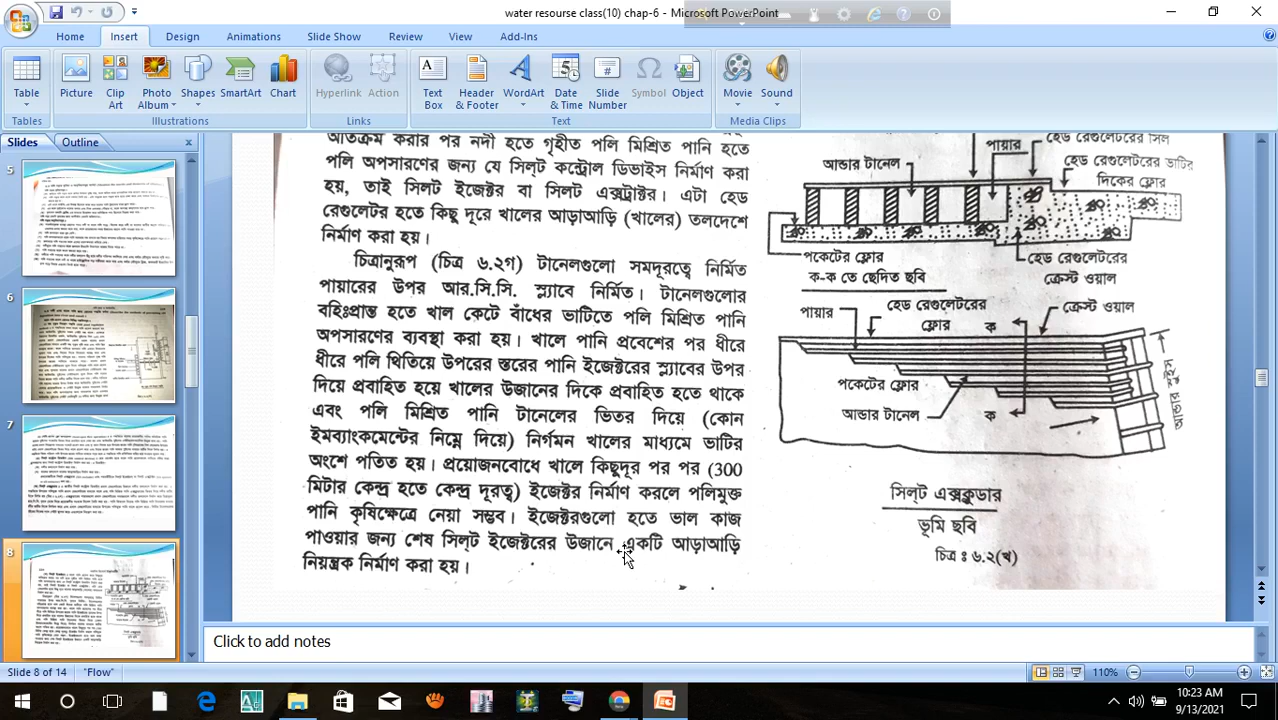 water resourse class(10) chap-6 - Microsoft PowerPoint
Home Insert Design Animations Slide Show Review View Add-Ins
Table Picture Clip Art Photo Album Shapes SmartArt Chart Hyperlink Action Text Box Header & Footer WordArt Date & Time Slide Number Symbol Object Movie Sound
Tables Illustrations Links Text Media Clips
Slides Outline
5
6
7
8
অতিক্রম করার পর নদী হতে গৃহীত পলি মিশ্রিত পানি হতে
পলি অপসারণের জন্য যে সিল্ট কন্ট্রোল ডিভাইস নির্মাণ করা
হয়, তাই সিলট ইজেক্টর বা সিলট এক্সট্রাক্টর। এটা হেড
রেগুলেটর হতে কিছু দূরে খালের আড়াআড়ি (খালের) তলদেশে
নির্মাণ করা হয়।
চিত্রানুরূপ (চিত্র ৬.২গ) টানেলগুলো সমদূরত্বে নির্মিত
পায়ারের উপর আর.সি.সি. স্ল্যাবে নির্মিত। টানেলগুলোর
বহিঃপ্রান্ত হতে খাল কেটে বাঁধের ভাটিতে পলি মিশ্রিত পানি
অপসারণের ব্যবস্থা করা হয়। খালে পানি প্রবেশের পর ধীরে
ধীরে পলি থিতিয়ে উপরের পলিমুক্ত পানি ইজেক্টরের স্ল্যাবের উপর
দিয়ে প্রবাহিত হয়ে খালের উজানের দিকে প্রবাহিত হতে থাকে
এবং পলি মিশ্রিত পানি টানেলের ভিতর দিয়ে (কোন
ইমব্যাংকমেন্টের নিম্নে দিয়ে) নির্গমন খালের মাধ্যমে ভাটির
অংশে পতিত হয়। প্রয়োজনবোধে খালে কিছুদূর পর পর (300
মিটার কেন্দ্র হতে কেন্দ্র) সিল্ট ইজেক্টর নির্মাণ করলে পলিমুক্ত
পানি কৃষিক্ষেত্রে নেয়া সম্ভব। ইজেক্টরগুলো হতে ভাল কাজ
পাওয়ার জন্য শেষ সিল্ট ইজেক্টরের উজানে একটি আড়াআড়ি
নিয়ন্ত্রক নির্মাণ করা হয়।
হেড রেগুলেটরের সিল
পায়ার
আন্ডার টানেল
হেড রেগুলেটরের ভাটির
দিকের ফ্লোর
পকেটের ফ্লোর
হেড রেগুলেটরের
ক্রেস্ট ওয়াল
ক-ক তে ছেদিত ছবি
পায়ার
হেড রেগুলেটরের
ফ্লোর
ক
ক্রেস্ট ওয়াল
পকেটের ফ্লোর
আন্ডার টানেল
ক
সিল্ট এক্সক্লুডার
ভূমি ছবি
চিত্র : ৬.২(খ)
Click to add notes
Slide 8 of 14 "Flow" 110%
10:23 AM
9/13/2021